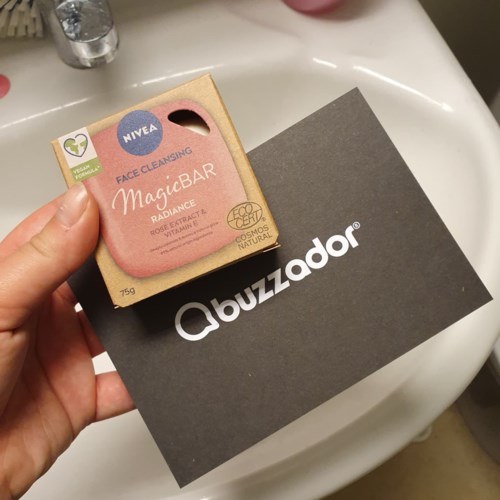 NIVEA
VEGAN
FORMULA
FACE CLEANSING
MagicBAR
RADIANCE
ROSE EXTRACT &
VITAMIN E
ECO
CERT
COSMOS
NATURAL
75g
buzzador®